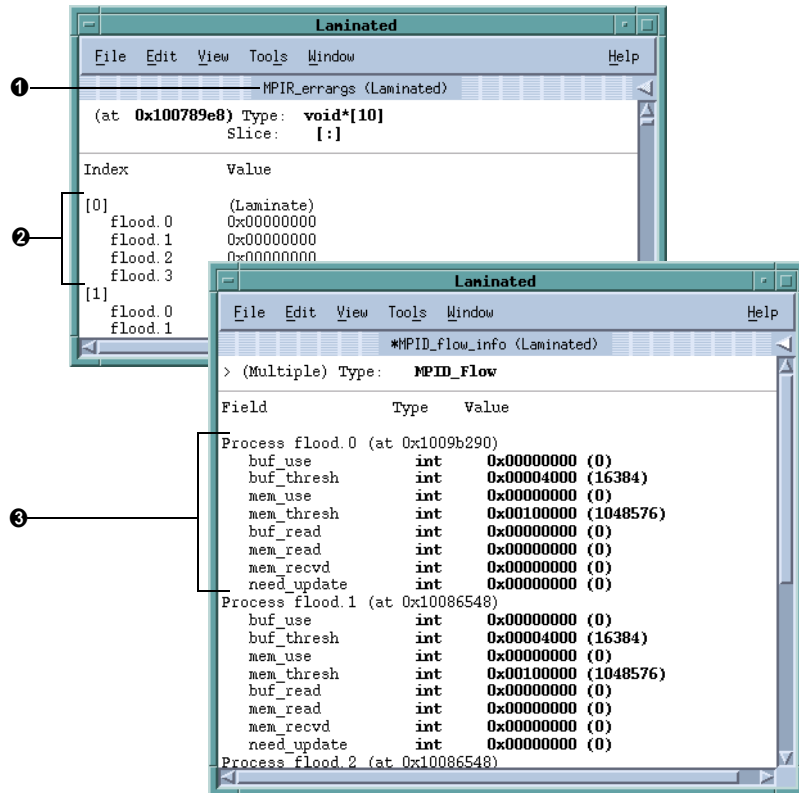 Laminated
File Edit View Tools Window Help
❶ MPIR_errargs (Laminated)
(at 0x100789e8) Type: void*[10]
Slice: [:]
Index Value
❷
[0] (Laminate)
flood.0 0x00000000
flood.1 0x00000000
flood.2 0x00000000
flood.3
[1]
flood.0
flood.1
Laminated
File Edit View Tools Window Help
*MPID_flow_info (Laminated)
> (Multiple) Type: MPID_Flow
Field Type Value
❸
Process flood.0 (at 0x1009b290)
buf_use int 0x00000000 (0)
buf_thresh int 0x00004000 (16384)
mem_use int 0x00000000 (0)
mem_thresh int 0x00100000 (1048576)
buf_read int 0x00000000 (0)
mem_read int 0x00000000 (0)
mem_recvd int 0x00000000 (0)
need_update int 0x00000000 (0)
Process flood.1 (at 0x10086548)
buf_use int 0x00000000 (0)
buf_thresh int 0x00004000 (16384)
mem_use int 0x00000000 (0)
mem_thresh int 0x00100000 (1048576)
buf_read int 0x00000000 (0)
mem_read int 0x00000000 (0)
mem_recvd int 0x00000000 (0)
need_update int 0x00000000 (0)
Process flood.2 (at 0x10086548)